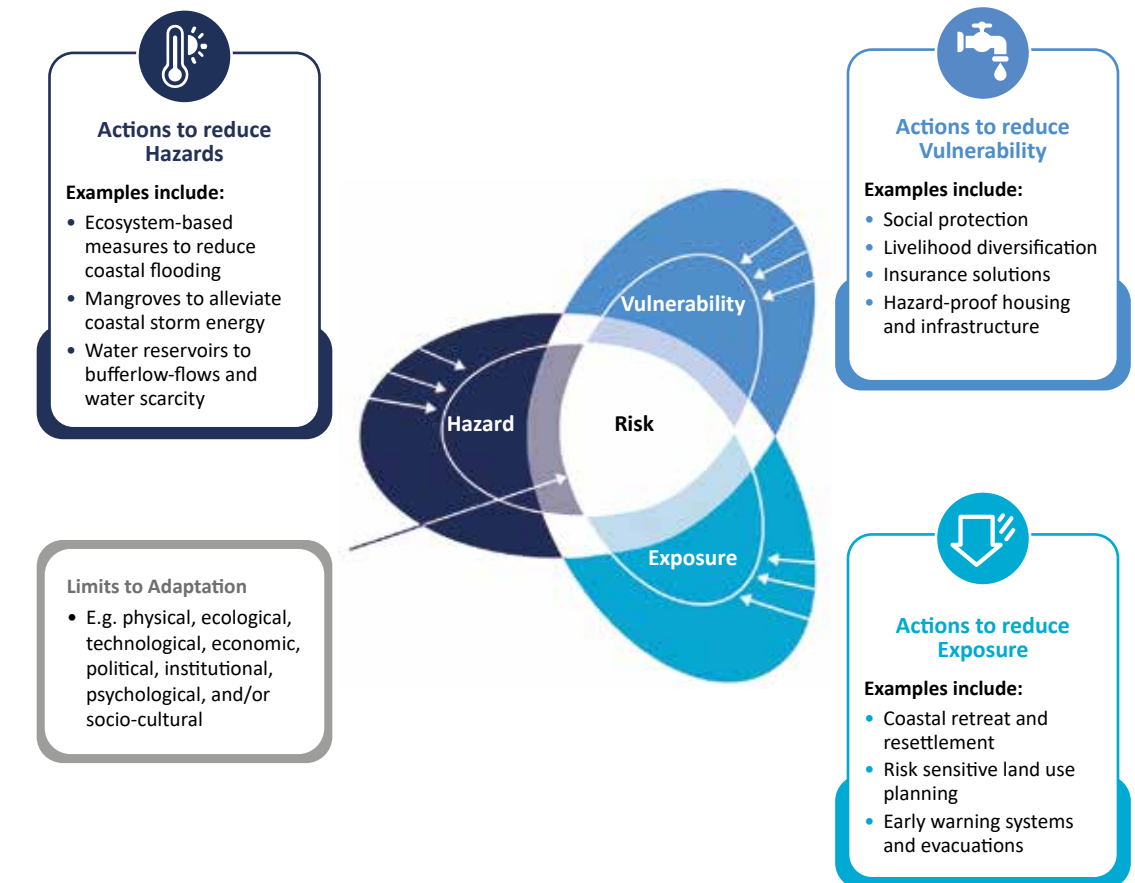 Actions to reduce
Hazards
Examples include:
• Ecosystem-based
measures to reduce
coastal flooding
• Mangroves to alleviate
coastal storm energy
• Water reservoirs to
bufferlow-flows and
water scarcity
Actions to reduce
Vulnerability
Examples include:
• Social protection
• Livelihood diversification
• Insurance solutions
• Hazard-proof housing
and infrastructure
Vulnerability
Hazard
Risk
Exposure
Limits to Adaptation
• E.g. physical, ecological,
technological, economic,
political, institutional,
psychological, and/or
socio-cultural
Actions to reduce
Exposure
Examples include:
• Coastal retreat and
resettlement
• Risk sensitive land use
planning
• Early warning systems
and evacuations